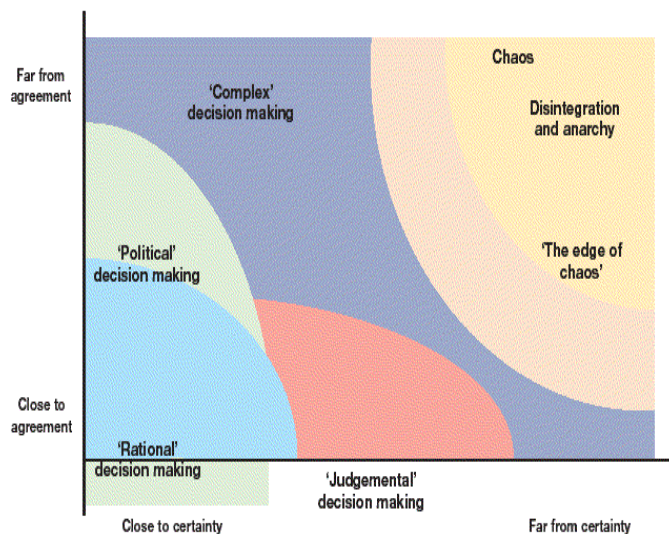 Chaos
Far from
agreement
'Complex'
decision making
Disintegration
and anarchy
'Political'
decision making
'The edge of
chaos'
Close to
agreement
'Rational'
decision making
'Judgemental'
decision making
Close to certainty
Far from certainty